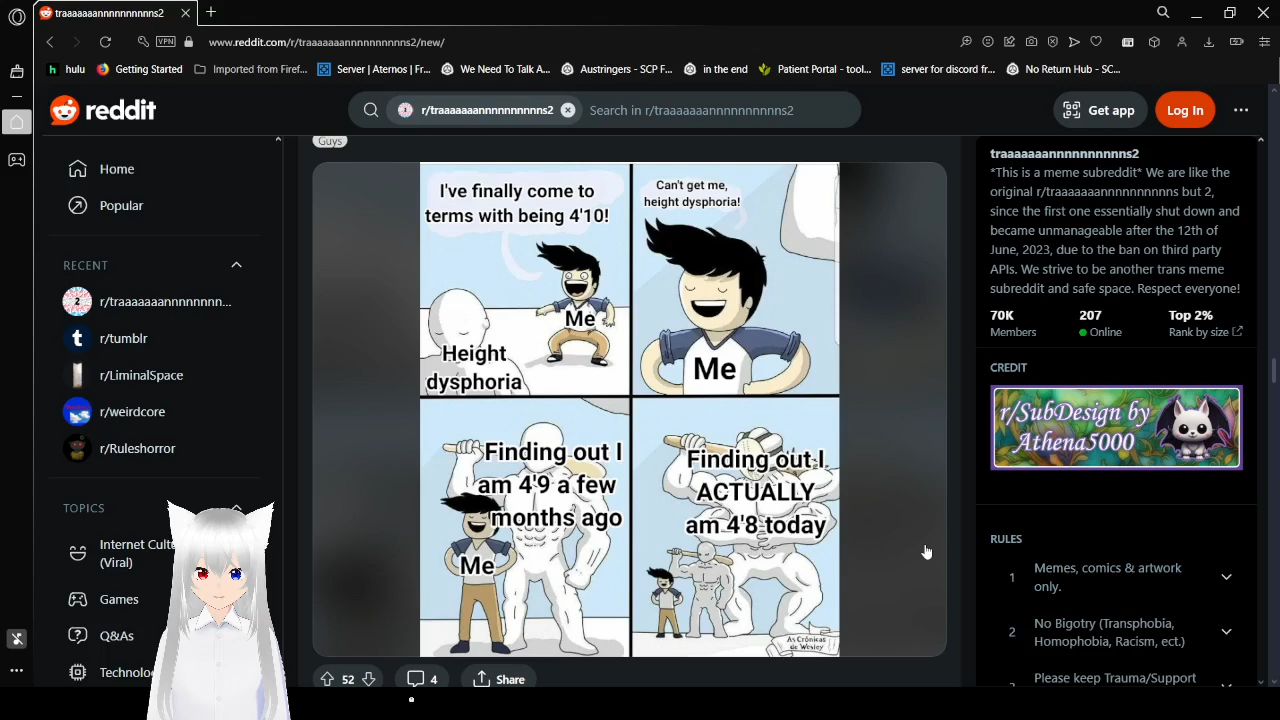 traaaaaaannnnnnnnnns2
VPN
www.reddit.com/r/traaaaaaannnnnnnnnns2/new/
hulu
Getting Started
Imported from Firef...
Server | Aternos | Fr...
We Need To Talk A...
Austringers - SCP F...
in the end
Patient Portal - tool...
server for discord fr...
No Return Hub - SC...
reddit
r/traaaaaaannnnnnnnnns2
Search in r/traaaaaaannnnnnnnnns2
Get app
Log In
Home
Popular
RECENT
r/traaaaaaannnnnnn...
r/tumblr
r/LiminalSpace
r/weirdcore
r/Ruleshorror
TOPICS
Internet Cult
(Viral)
Games
Q&As
Technolo
Guys
I've finally come to
terms with being 4'10!
Me
Height
dysphoria
Can't get me,
height dysphoria!
Me
Finding out I
am 4'9 a few
months ago
Me
Finding out I
ACTUALLY
am 4'8 today
As Crônicas
de Wesley
52
4
Share
traaaaaaannnnnnnnnns2
*This is a meme subreddit* We are like the
original r/traaaaaaannnnnnnnnns but 2,
since the first one essentially shut down and
became unmanageable after the 12th of
June, 2023, due to the ban on third party
APIs. We strive to be another trans meme
subreddit and safe space. Respect everyone!
70K
Members
207
Online
Top 2%
Rank by size
CREDIT
r/SubDesign by
Athena5000
RULES
1 Memes, comics & artwork
only.
2 No Bigotry (Transphobia,
Homophobia, Racism, ect.)
Please keep Trauma/Support